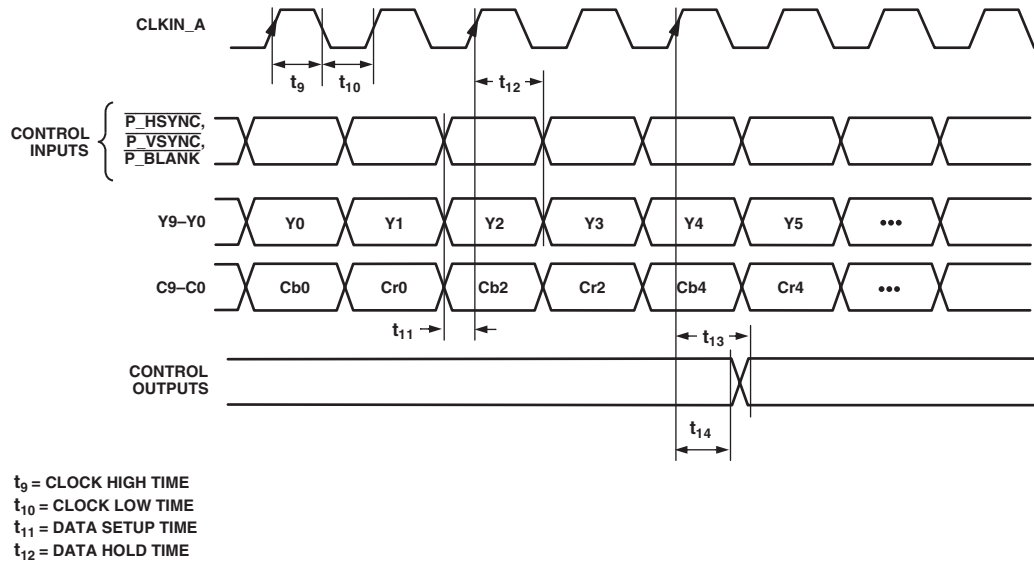 CLKIN_A
t9
t10
t12
CONTROL INPUTS
P_HSYNC,
P_VSYNC,
P_BLANK
Y9–Y0 Y0 Y1 Y2 Y3 Y4 Y5 •••
C9–C0 Cb0 Cr0 Cb2 Cr2 Cb4 Cr4 •••
t11
t13
CONTROL OUTPUTS
t14
t9 = CLOCK HIGH TIME
t10 = CLOCK LOW TIME
t11 = DATA SETUP TIME
t12 = DATA HOLD TIME